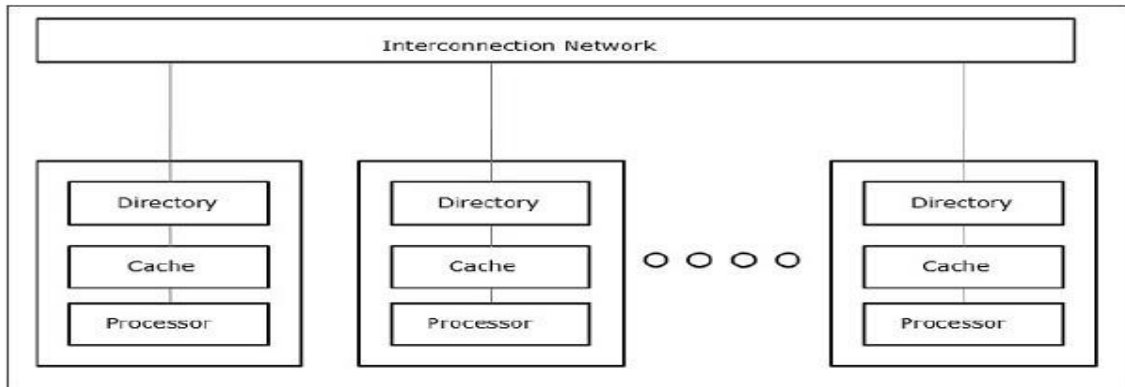 Interconnection Network
Directory
Directory
Directory
Cache
Cache
Cache
Processor
Processor
Processor